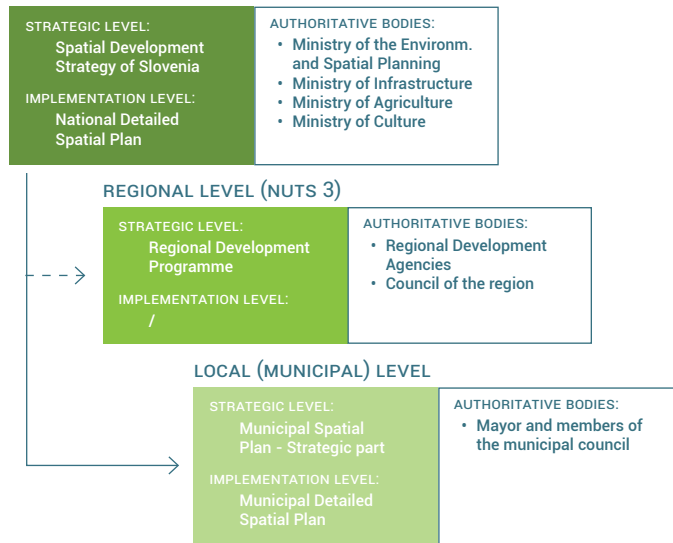 STRATEGIC LEVEL:
Spatial Development
Strategy of Slovenia
IMPLEMENTATION LEVEL:
National Detailed
Spatial Plan
AUTHORITATIVE BODIES:
• Ministry of the Environm.
and Spatial Planning
• Ministry of Infrastructure
• Ministry of Agriculture
• Ministry of Culture
REGIONAL LEVEL (NUTS 3)
STRATEGIC LEVEL:
Regional Development
Programme
IMPLEMENTATION LEVEL:
/
AUTHORITATIVE BODIES:
• Regional Development
Agencies
• Council of the region
LOCAL (MUNICIPAL) LEVEL
STRATEGIC LEVEL:
Municipal Spatial
Plan - Strategic part
IMPLEMENTATION LEVEL:
Municipal Detailed
Spatial Plan
AUTHORITATIVE BODIES:
• Mayor and members of
the municipal council